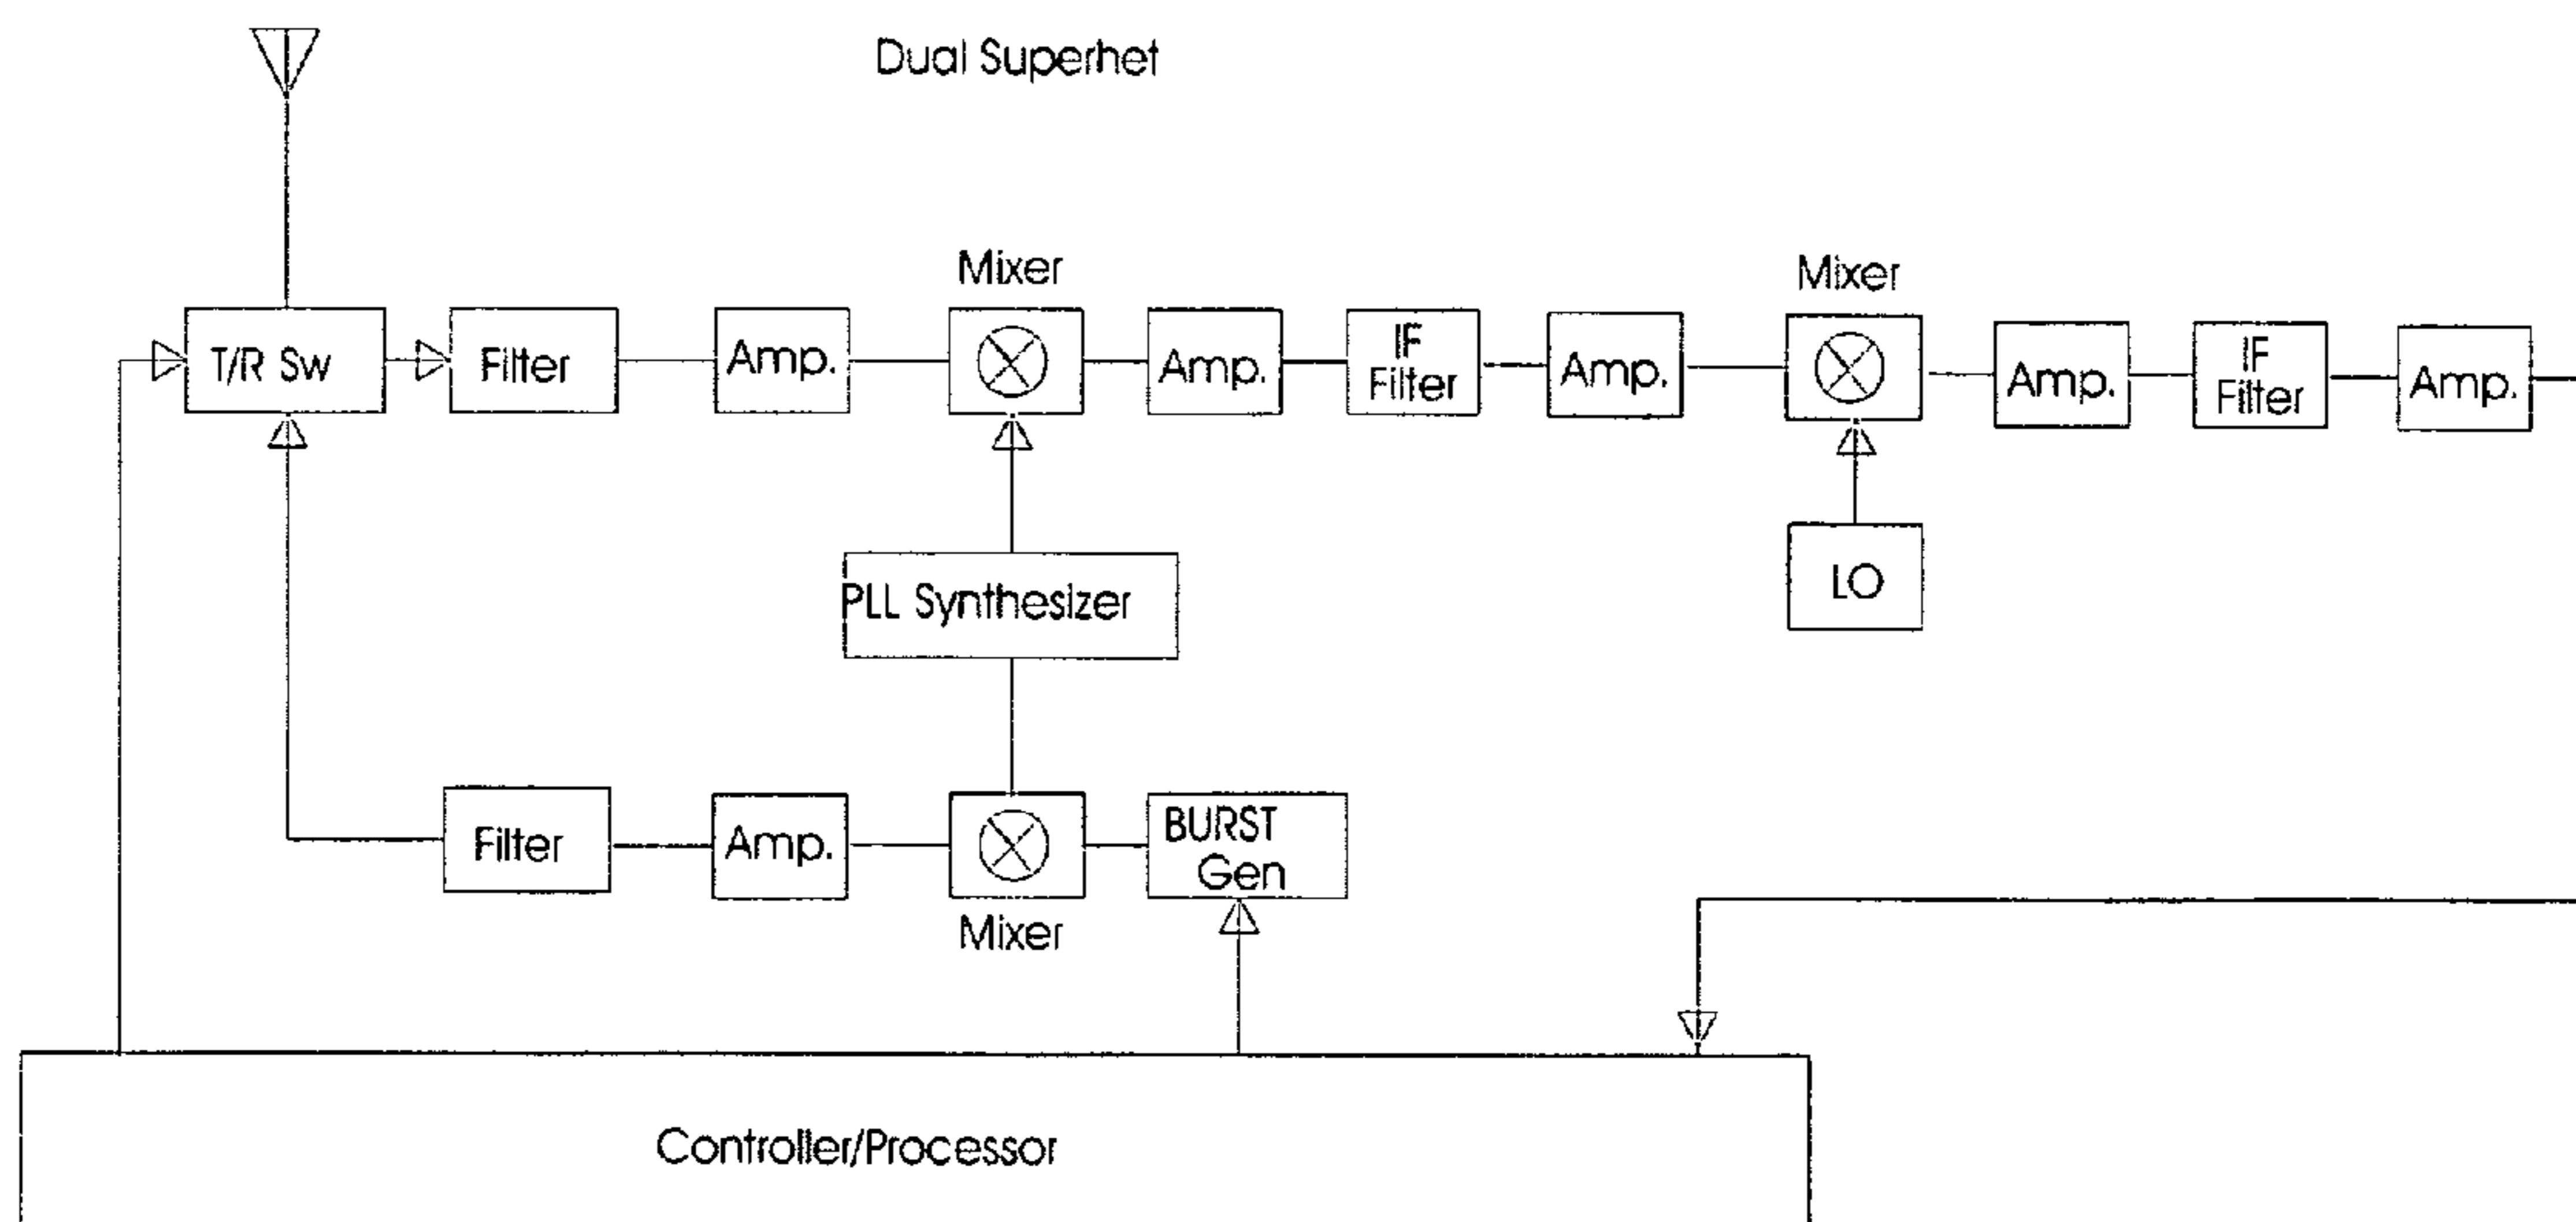 Dual Superhet
Mixer
Mixer
T/R Sw
Filter
Amp.
Amp.
IF
Filter
Amp.
Amp.
IF
Filter
Amp.
PLL Synthesizer
LO
Filter
Amp.
BURST
Gen
Mixer
Controller/Processor